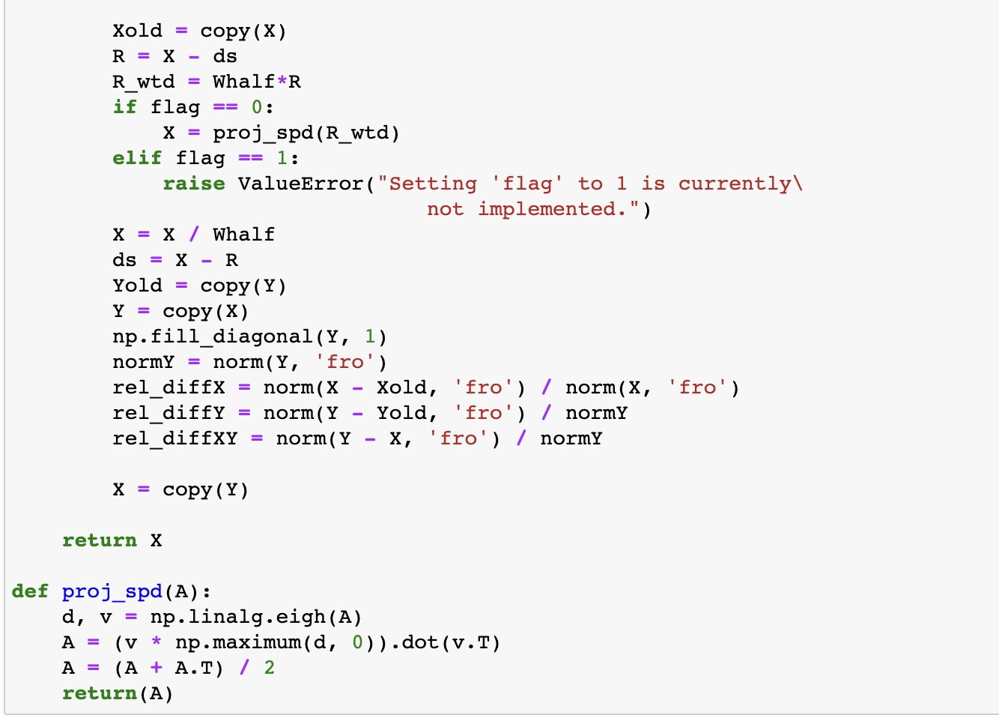 Xold = copy(X)
        R = X - ds
        R_wtd = Whalf*R
        if flag == 0:
            X = proj_spd(R_wtd)
        elif flag == 1:
            raise ValueError("Setting 'flag' to 1 is currently\
                                 not implemented.")
        X = X / Whalf
        ds = X - R
        Yold = copy(Y)
        Y = copy(X)
        np.fill_diagonal(Y, 1)
        normY = norm(Y, 'fro')
        rel_diffX = norm(X - Xold, 'fro') / norm(X, 'fro')
        rel_diffY = norm(Y - Yold, 'fro') / normY
        rel_diffXY = norm(Y - X, 'fro') / normY

        X = copy(Y)

    return X

def proj_spd(A):
    d, v = np.linalg.eigh(A)
    A = (v * np.maximum(d, 0)).dot(v.T)
    A = (A + A.T) / 2
    return(A)